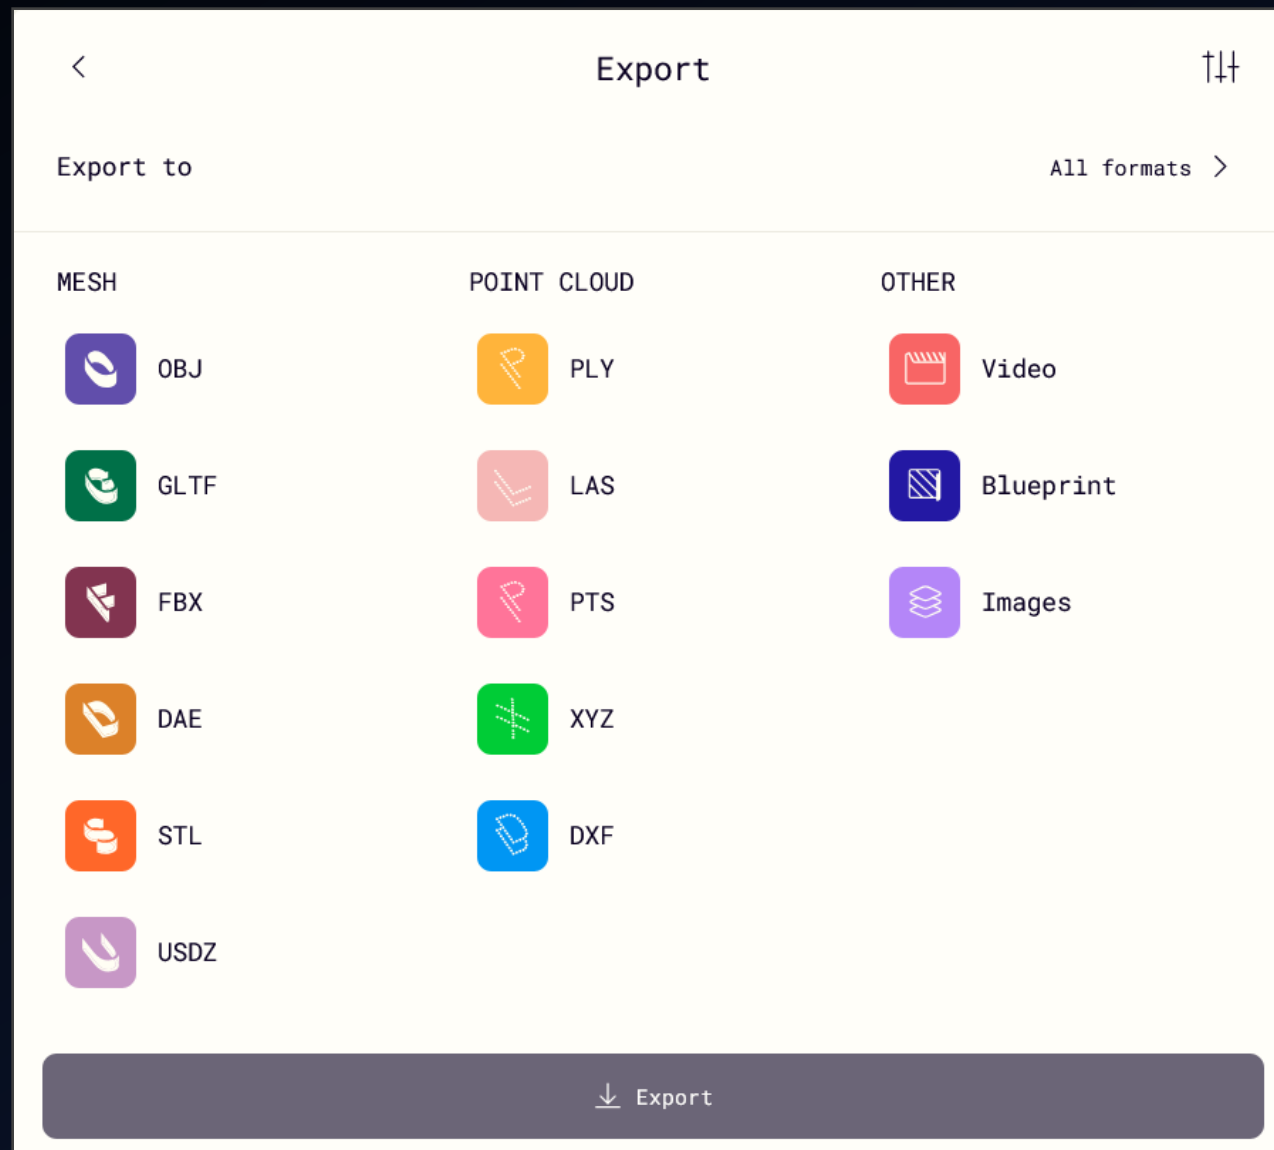 Export
Export to
All formats
MESH
OBJ
GLTF
FBX
DAE
STL
USDZ
POINT CLOUD
PLY
LAS
PTS
XYZ
DXF
OTHER
Video
Blueprint
Images
Export